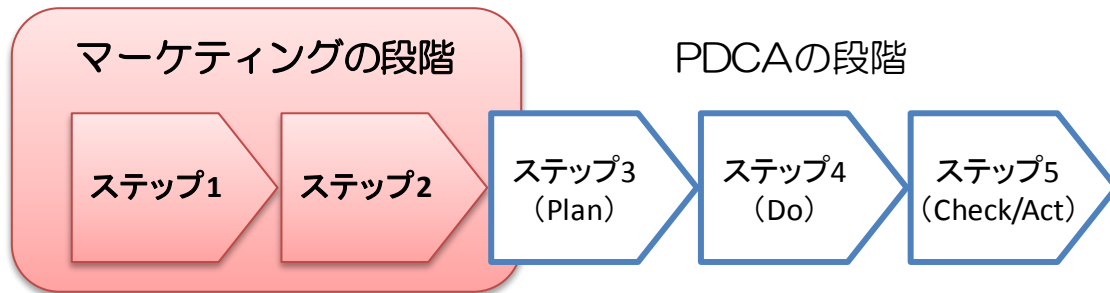 マーケティングの段階
PDCAの段階
ステップ1
ステップ2
ステップ3
（Plan）
ステップ4
（Do）
ステップ5
（Check/Act）